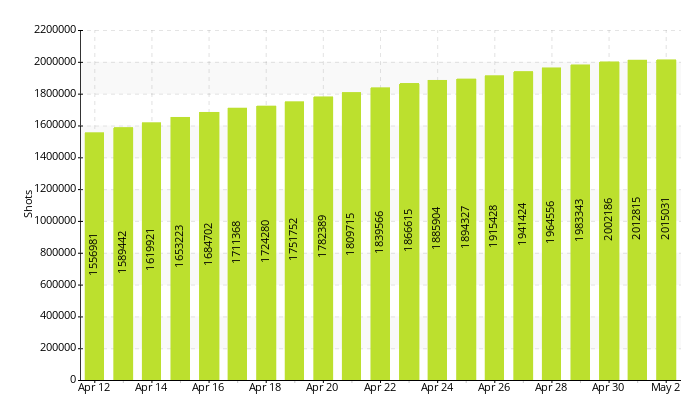 2200000
2000000
1800000
1600000
1400000
1200000
1000000
800000
600000
400000
200000
0
Shots
1556981
1589442
1619921
1653223
1684702
1711368
1724280
1751752
1782389
1809715
1839566
1866615
1885904
1894327
1915428
1941424
1964556
1983343
2002186
2012815
2015031
Apr 12
Apr 14
Apr 16
Apr 18
Apr 20
Apr 22
Apr 24
Apr 26
Apr 28
Apr 30
May 2